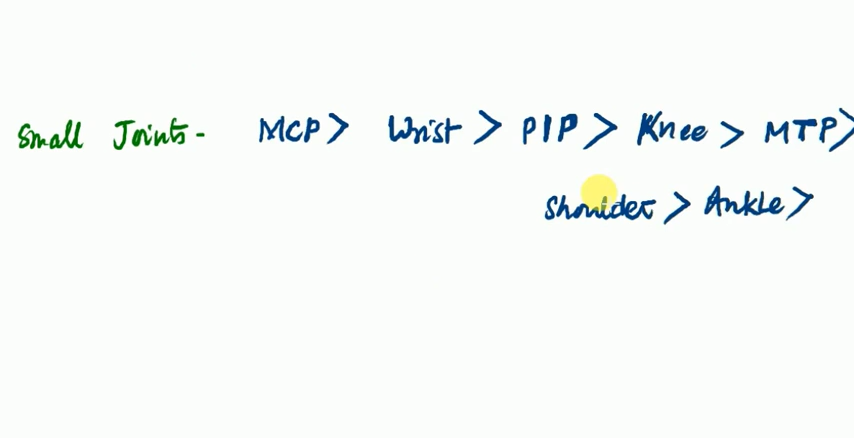 Small Joints - MCP > Wrist > PIP > Knee > MTP >
Shoulder > Ankle >